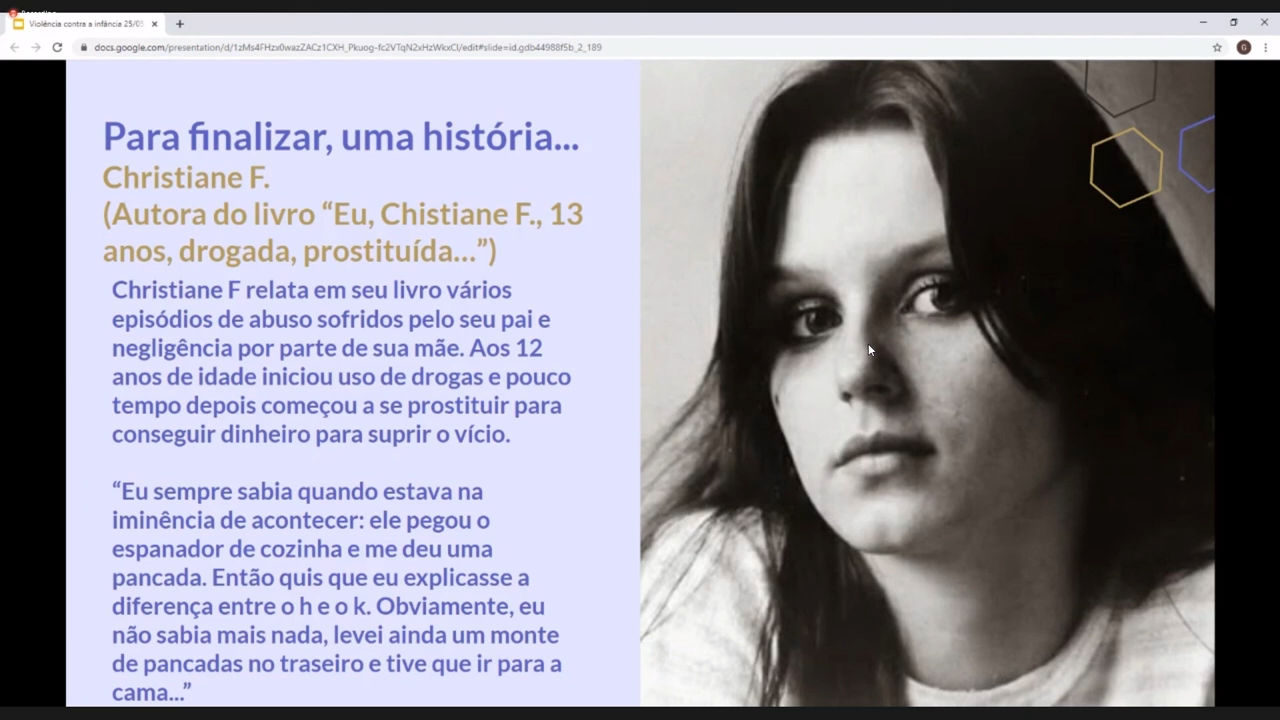 Violência contra a infância 25/05
docs.google.com/presentation/d/1zMs4FHzx0wazZACz1CXH_Pkuog-fc2VTqN2xHzWkxCI/edit#slide=id.gdb44988f5b_2_189
G
Para finalizar, uma história...
Christiane F.
(Autora do livro “Eu, Chistiane F., 13
anos, drogada, prostituída…”)
Christiane F relata em seu livro vários
episódios de abuso sofridos pelo seu pai e
negligência por parte de sua mãe. Aos 12
anos de idade iniciou uso de drogas e pouco
tempo depois começou a se prostituir para
conseguir dinheiro para suprir o vício.
“Eu sempre sabia quando estava na
iminência de acontecer: ele pegou o
espanador de cozinha e me deu uma
pancada. Então quis que eu explicasse a
diferença entre o h e o k. Obviamente, eu
não sabia mais nada, levei ainda um monte
de pancadas no traseiro e tive que ir para a
cama...”